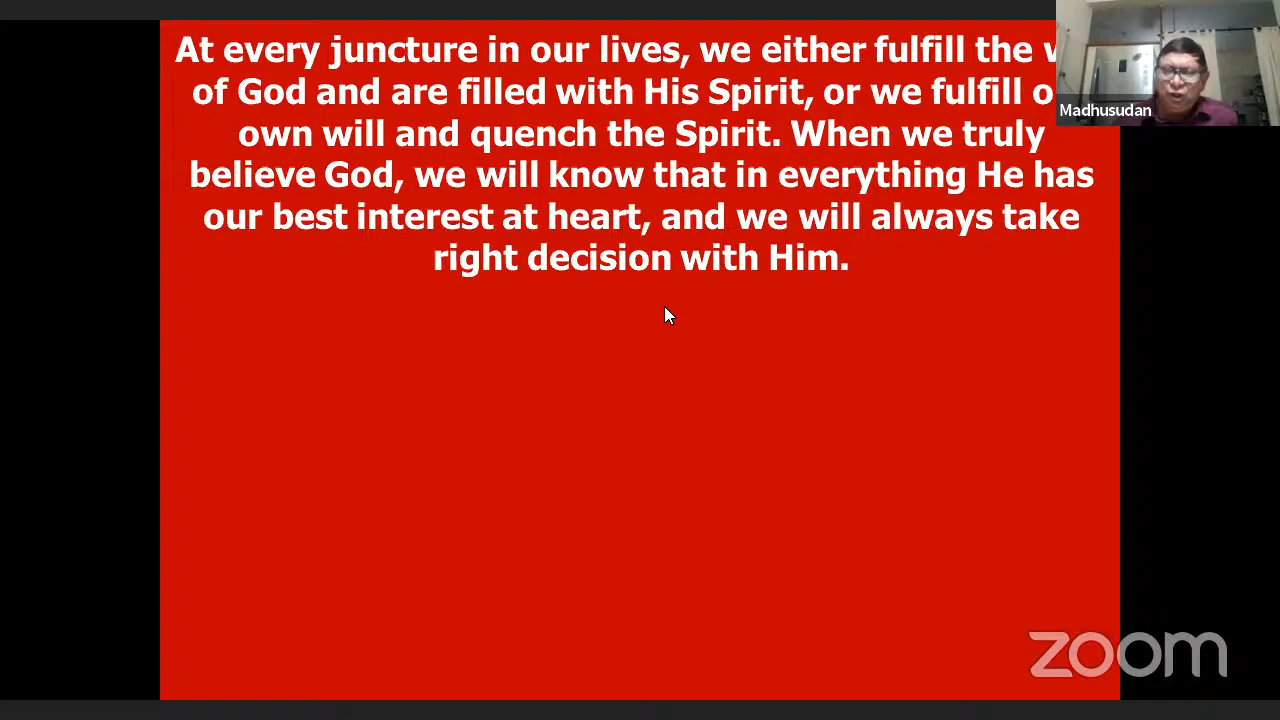 At every juncture in our lives, we either fulfill the
of God and are filled with His Spirit, or we fulfill
own will and quench the Spirit. When we truly
believe God, we will know that in everything He has
our best interest at heart, and we will always take
right decision with Him.
Madhusudan
zoom